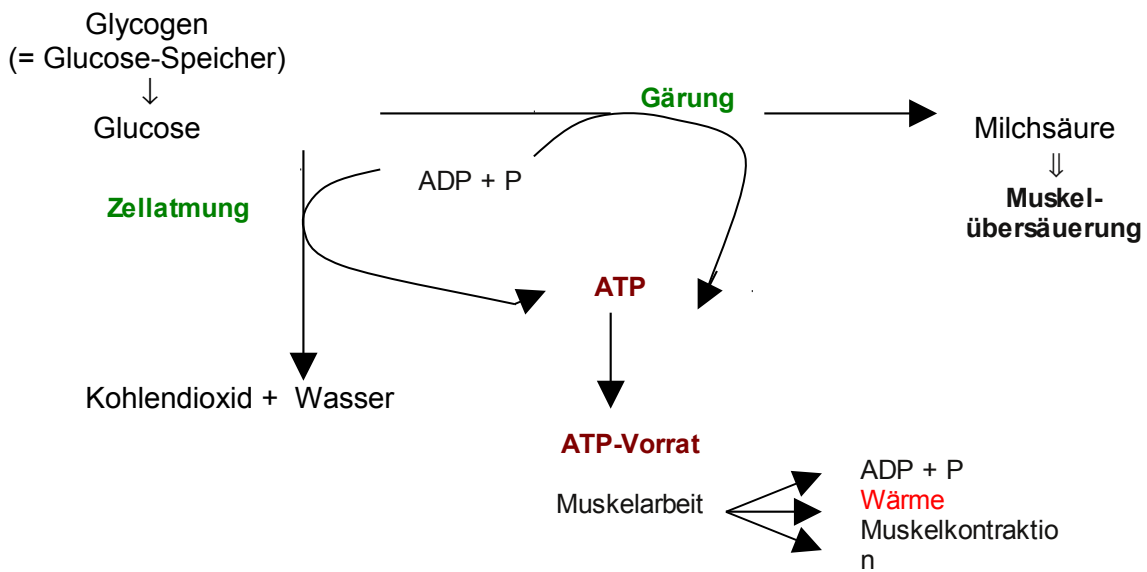 Glycogen
(= Glucose-Speicher)
↓
Glucose
Gärung
Milchsäure
⇓
Muskel-
übersäuerung
ADP + P
Zellatmung
ATP
Kohlendioxid + Wasser
ATP-Vorrat
Muskelarbeit
ADP + P
Wärme
Muskelkontraktio
n